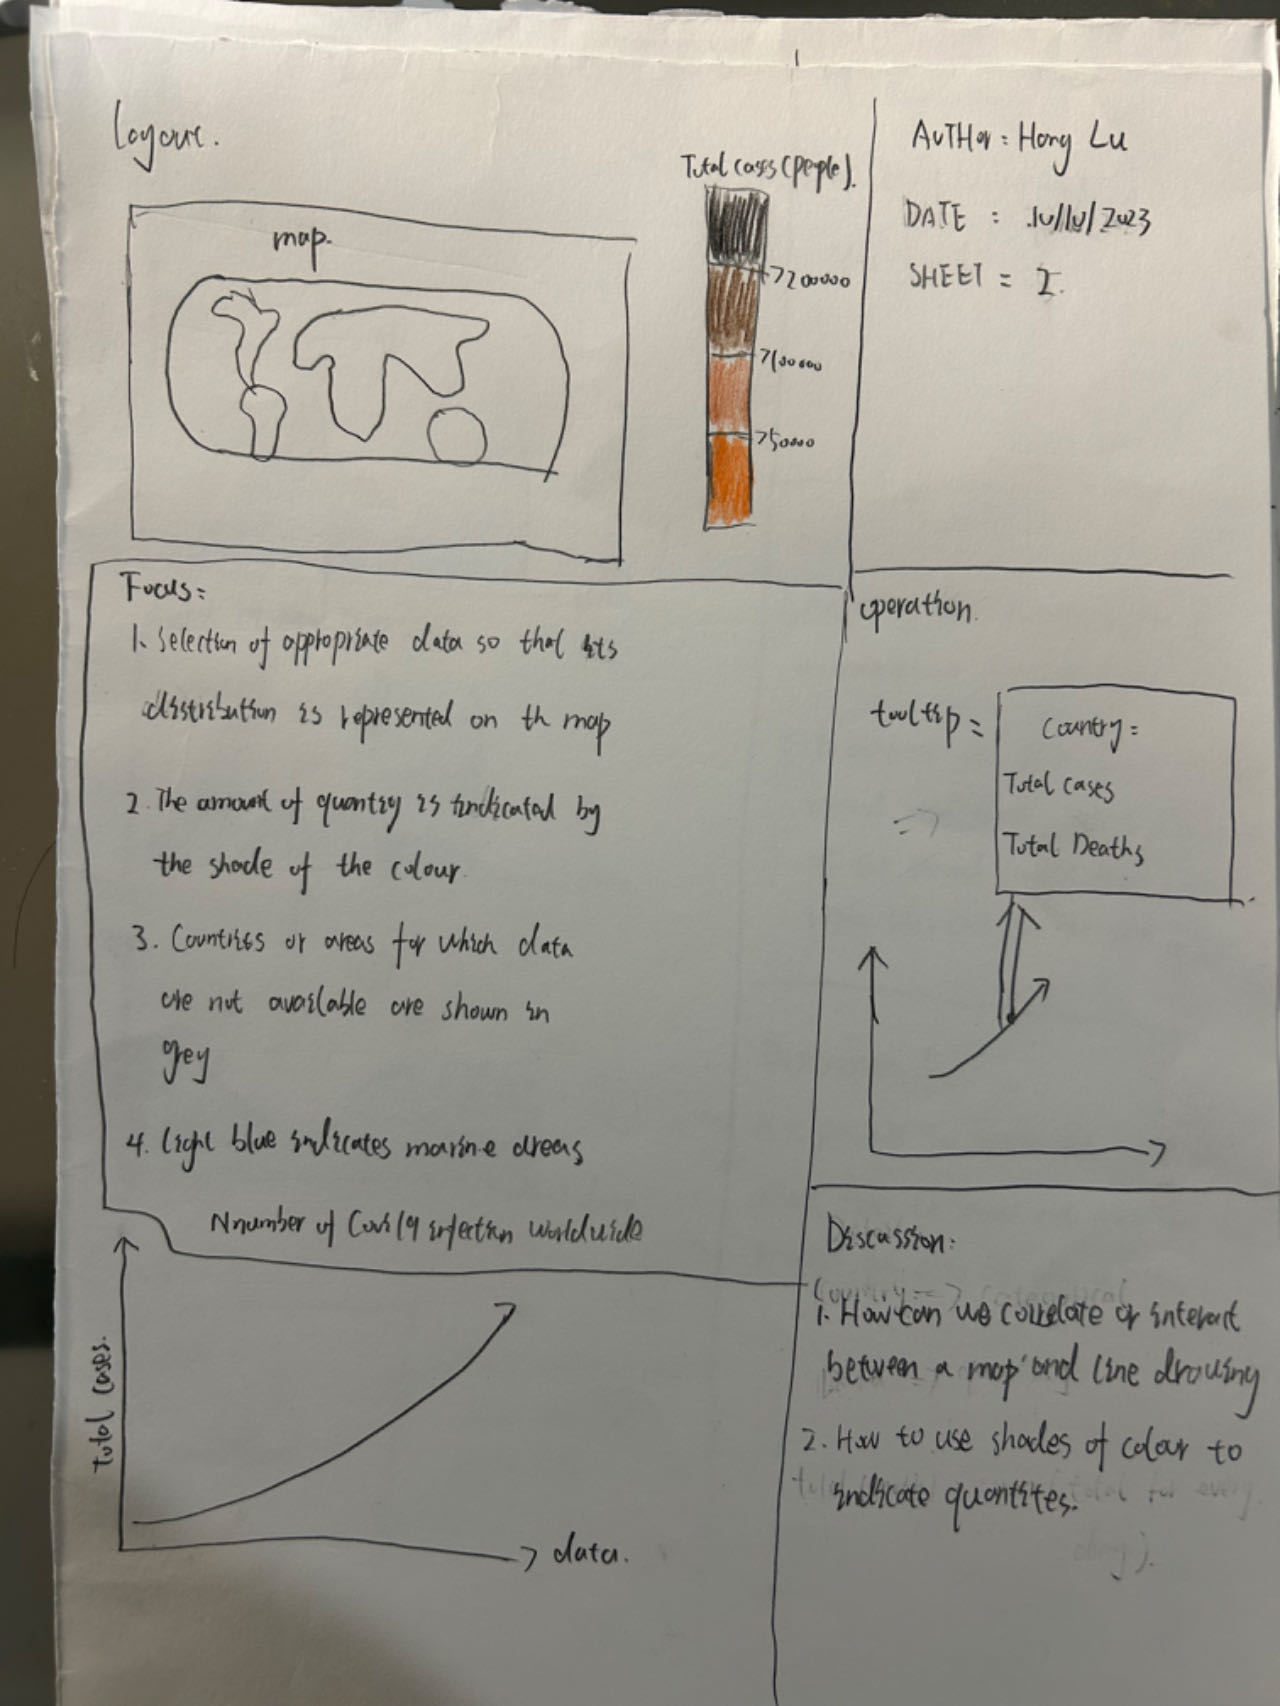 Layout.
map.
Total cases (people).
>200000
>100000
>50000
AUTHor: Hong Lu
DATE : 10/10/2023
SHEET = 2.
Focus:
1. Selection of appropriate data so that its
distribution is represented on th map
2. The amount of quantity is indicated by
the shade of the colour
3. Countries or areas for which data
are not available are shown in
grey
4. Light blue indicates marine areas
operation.
tooltip =
Country:
Total cases
Total Deaths
Nnumber of Covid19 infection worldwide
total cases.
data.
Discassion:
1. How can we correlate or interact
between a map and line drawing
2. How to use shades of colour to
indicate quantites.